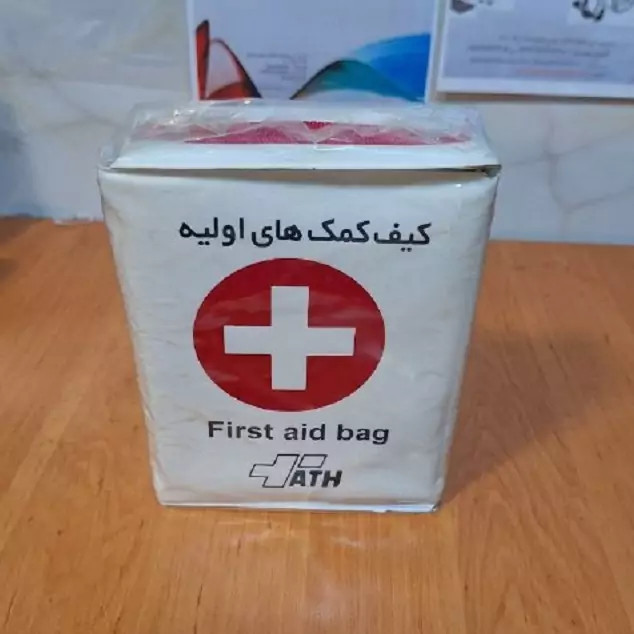 کیف کمک های اولیه
First aid bag
ATH